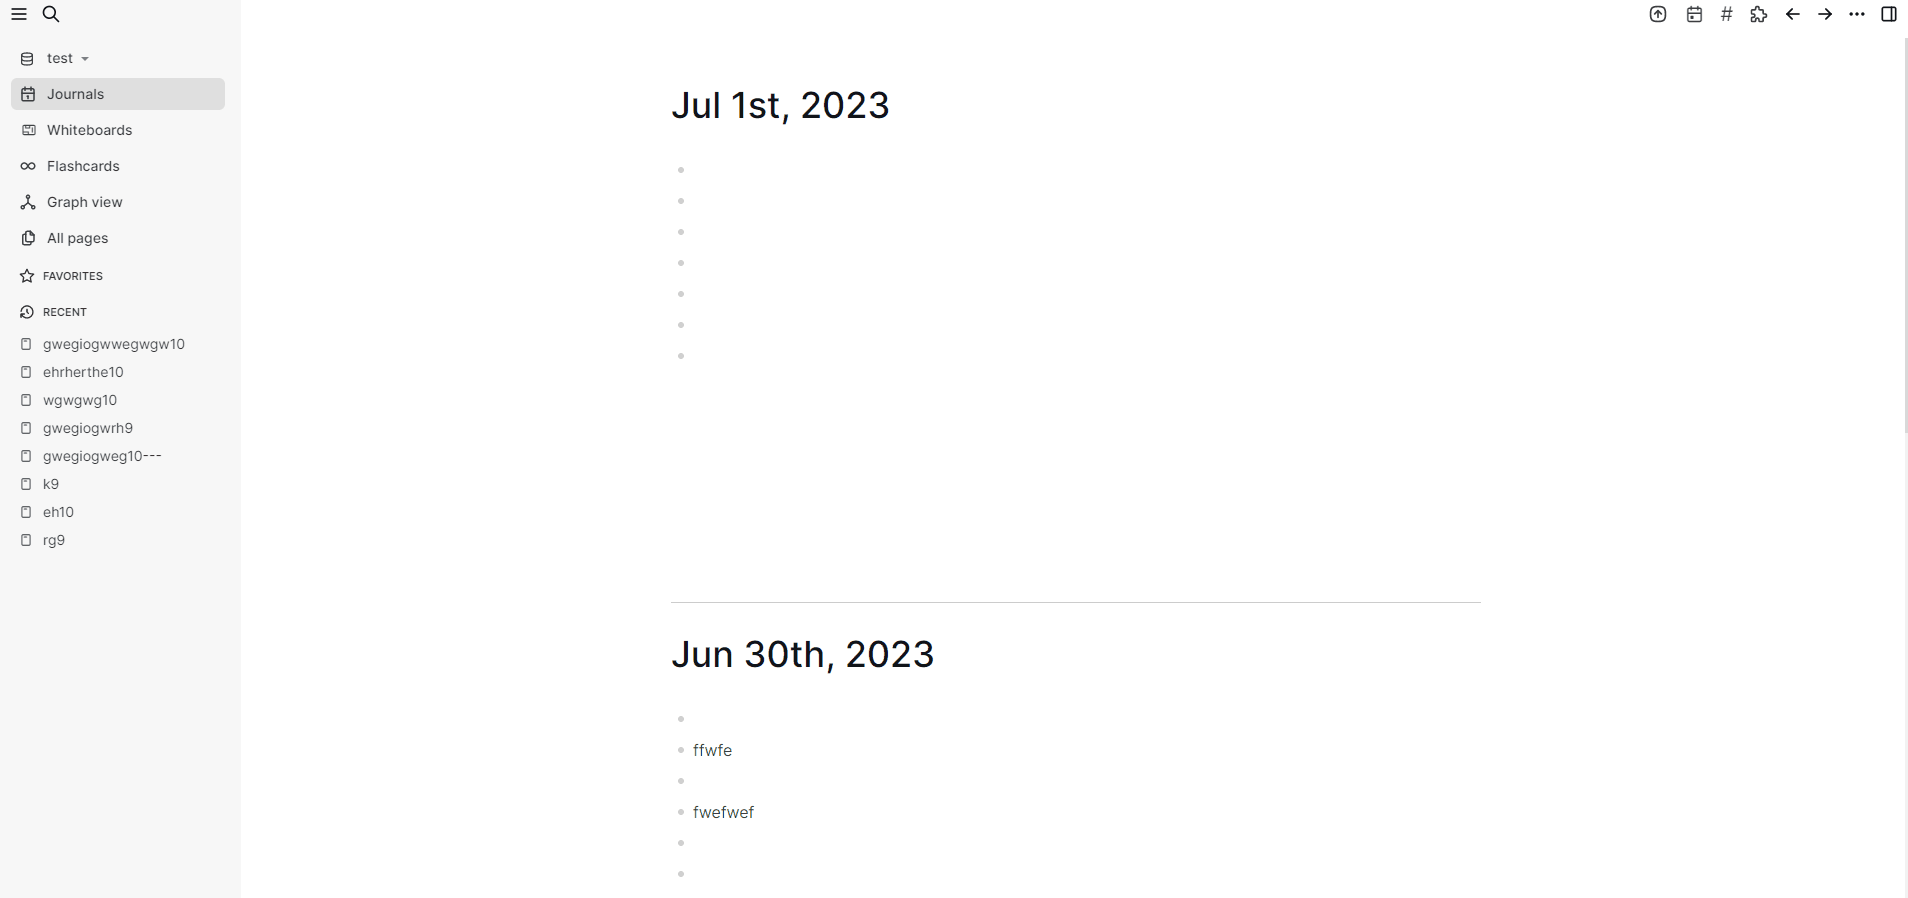 test
Journals
Whiteboards
Flashcards
Graph view
All pages
FAVORITES
RECENT
gwegiogwwegwgw10
ehrherthe10
wgwgwg10
gwegiogwrh9
gwegiogweg10---
k9
eh10
rg9
Jul 1st, 2023
Jun 30th, 2023
ffwfe
fwefwef